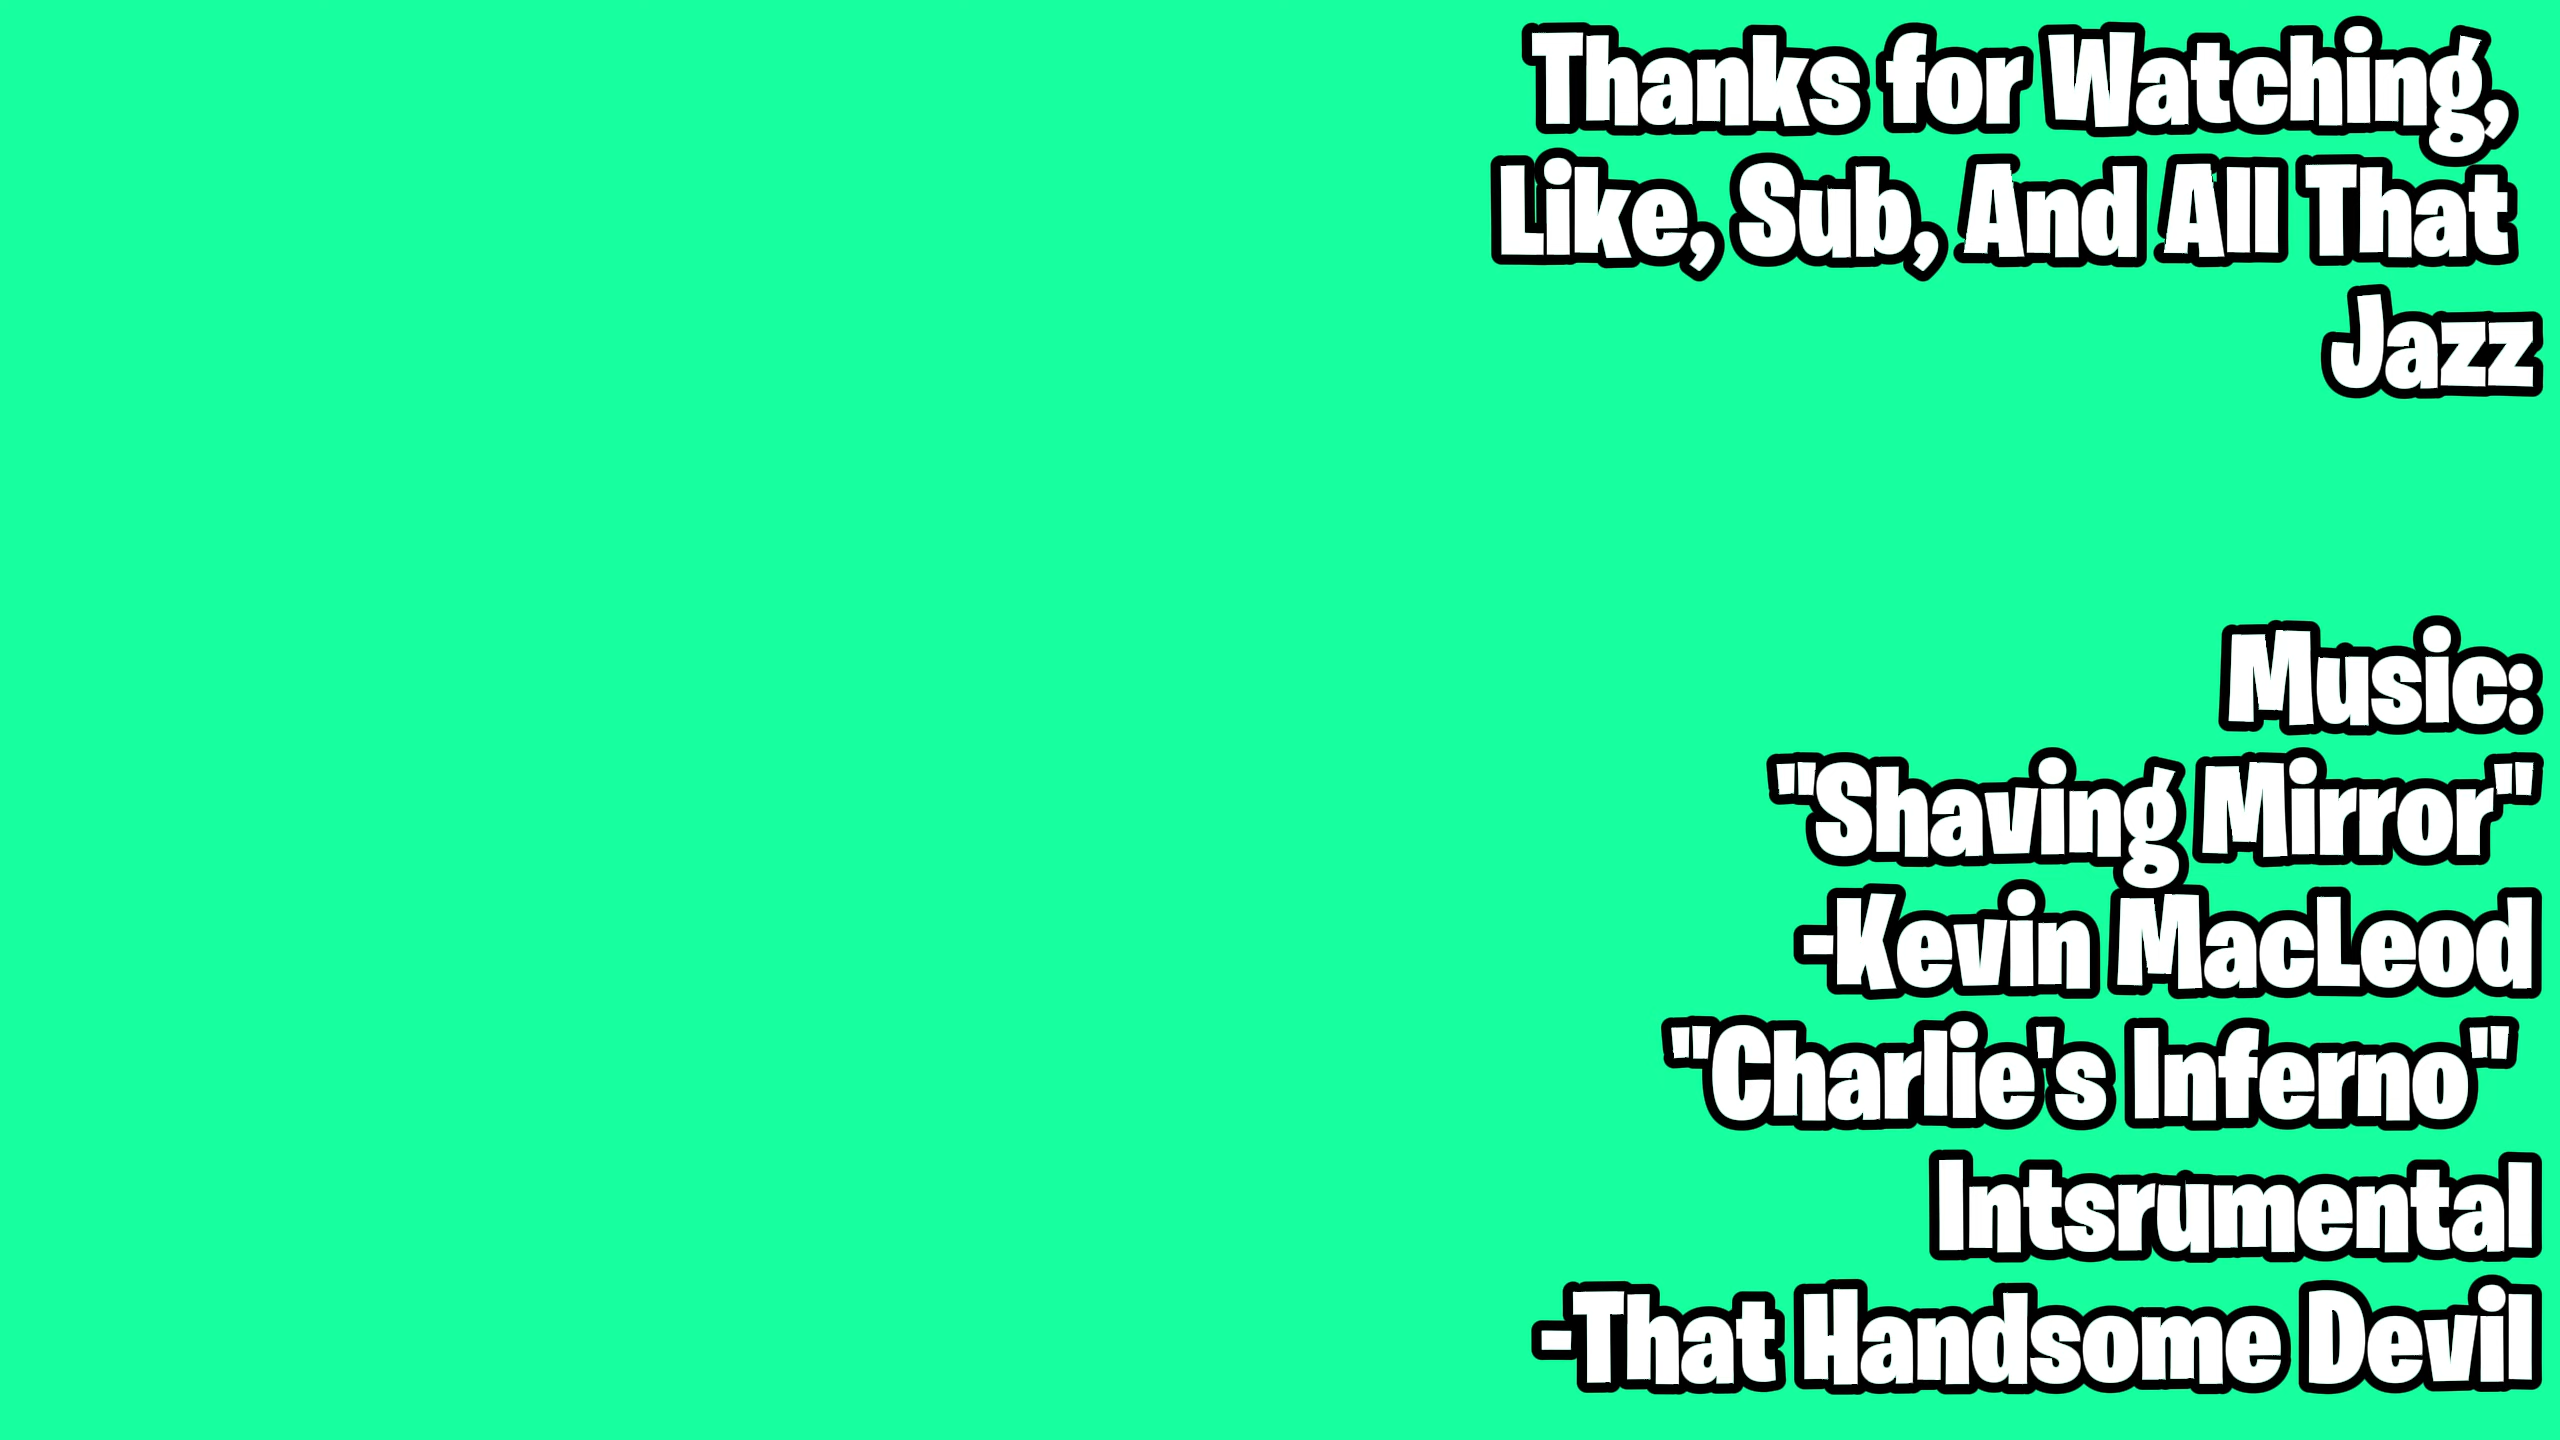 Thanks for Watching,
Like, Sub, And All That
Jazz
Music:
"Shaving Mirror"
-Kevin MacLeod
"Charlie's Inferno"
Intsrumental
-That Handsome Devil